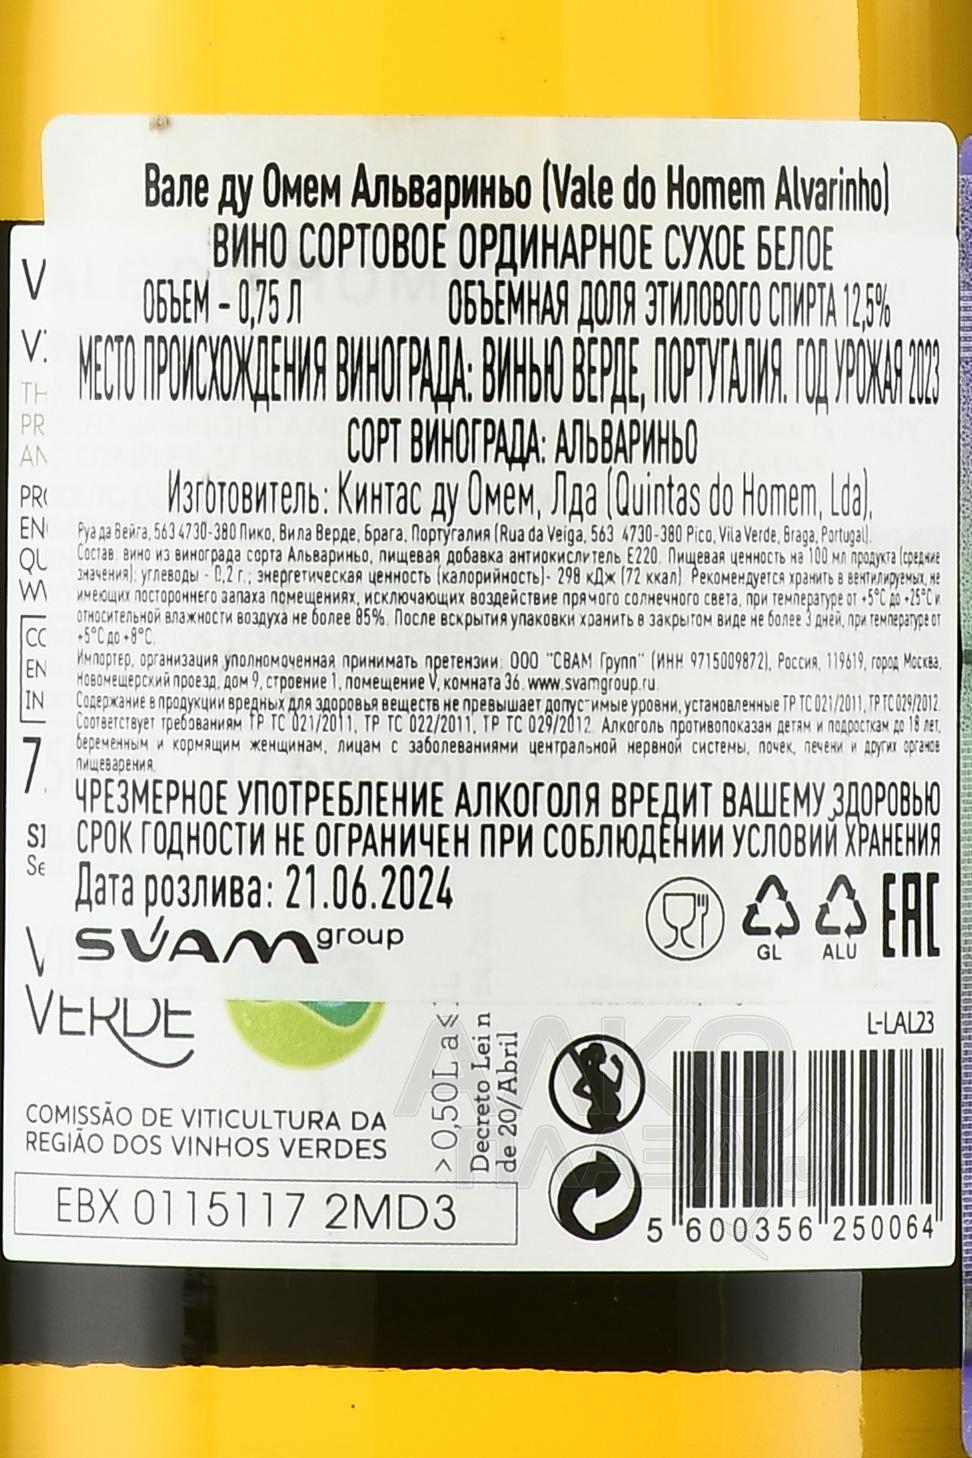 Вале ду Омем Альвариньо (Vale do Homem Alvarinho)
ВИНО СОРТОВОЕ ОРДИНАРНОЕ СУХОЕ БЕЛОЕ
ОБЪЕМ – 0,75 Л ОБЪЕМНАЯ ДОЛЯ ЭТИЛОВОГО СПИРТА 12,5%
МЕСТО ПРОИСХОЖДЕНИЯ ВИНОГРАДА: ВИНЬЮ ВЕРДЕ, ПОРТУГАЛИЯ. ГОД УРОЖАЯ 2023
СОРТ ВИНОГРАДА: АЛЬВАРИНЬО
Изготовитель: Кинтас ду Омем, Лда (Quintas do Homem, Lda),
Руа да Вейга, 563 4730-380 Пико, Вила Верде, Брага, Португалия (Rua da Veiga, 563 4730-380 Pico, Vila Verde, Braga, Portugal).
Состав: вино из винограда сорта Альвариньо, пищевая добавка антиокислитель Е220. Пищевая ценность на 100 мл продукта (средние
значения): углеводы - 0,2 г.; энергетическая ценность (калорийность)- 298 кДж (72 ккал). Рекомендуется хранить в вентилируемых, не
имеющих постороннего запаха помещениях, исключающих воздействие прямого солнечного света, при температуре от +5°С до +25°С и
относительной влажности воздуха не более 85%. После вскрытия упаковки хранить в закрытом виде не более 3 дней, при температуре от
+5°С до +8°С.
Импортер, организация уполномоченная принимать претензии: ООО "СВАМ Групп" (ИНН 9715009872), Россия, 119619, город Москва,
Новомещерский проезд, дом 9, строение 1, помещение V, комната 36. www.svamgroup.ru.
Содержание в продукции вредных для здоровья веществ не превышает допустимые уровни, установленные ТР ТС 021/2011, ТР ТС 029/2012.
Соответствует требованиям ТР ТС 021/2011, ТР ТС 022/2011, ТР ТС 029/2012. Алкоголь противопоказан детям и подросткам до 18 лет,
беременным и кормящим женщинам, лицам с заболеваниями центральной нервной системы, почек, печени и других органов
пищеварения.
ЧРЕЗМЕРНОЕ УПОТРЕБЛЕНИЕ АЛКОГОЛЯ ВРЕДИТ ВАШЕМУ ЗДОРОВЬЮ
СРОК ГОДНОСТИ НЕ ОГРАНИЧЕН ПРИ СОБЛЮДЕНИИ УСЛОВИЙ ХРАНЕНИЯ
Дата розлива: 21.06.2024
SVAM group
GL ALU EAC
VERDE
L-LAL23
COMISSÃO DE VITICULTURA DA
REGIÃO DOS VINHOS VERDES
> 0,50L a <
Decreto Lei n
de 20/Abril
EBX 0115117 2MD3
5 600356 250064
АЛКО
ПЛАЗА.ru